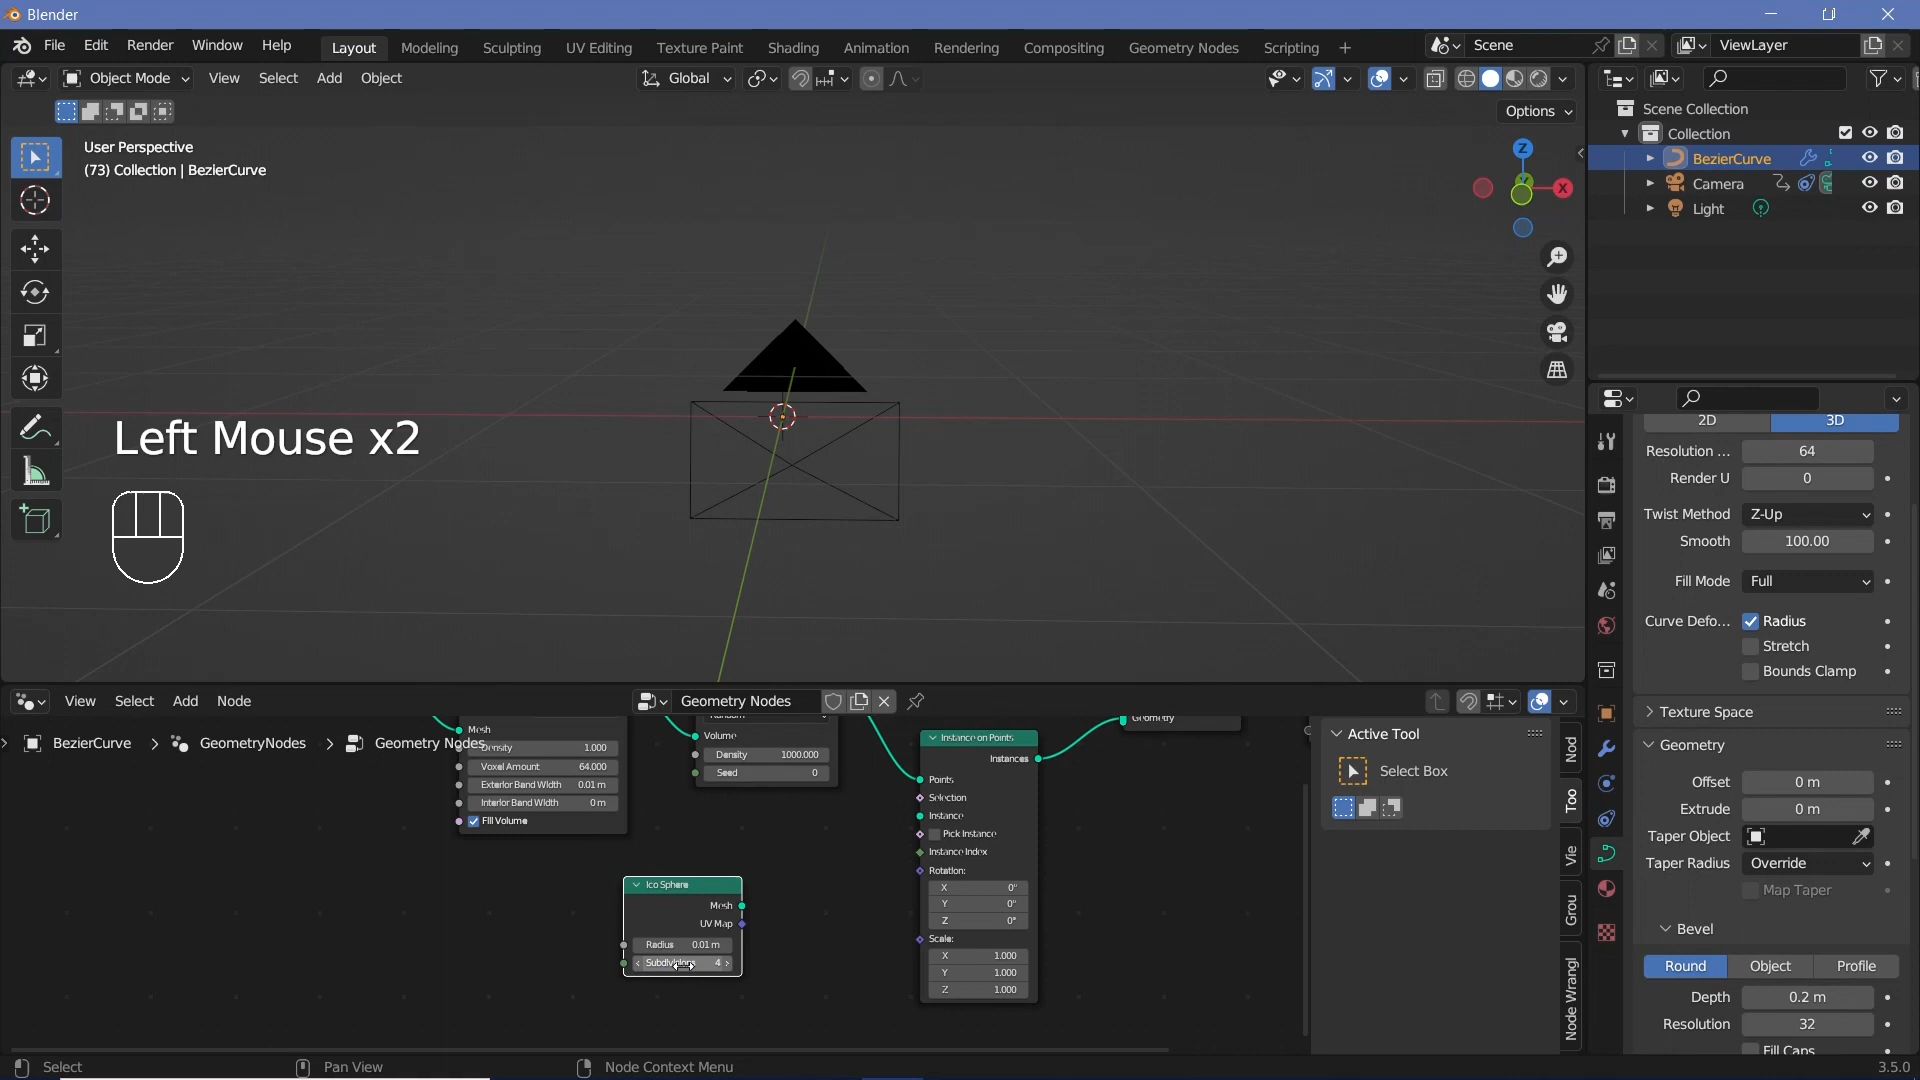 Blender
File Edit Render Window Help
Layout Modeling Sculpting UV Editing Texture Paint Shading Animation Rendering Compositing Geometry Nodes Scripting
Scene
ViewLayer
Object Mode View Select Add Object
Global
Options
User Perspective
(73) Collection | BezierCurve
Z
Y
X
Left Mouse x2
Scene Collection
Collection
BezierCurve
Camera
Light
2D 3D
Resolution ... 64
Render U 0
Twist Method Z-Up
Smooth 100.00
Fill Mode Full
Curve Defo... Radius
Stretch
Bounds Clamp
Texture Space
Geometry
Offset 0 m
Extrude 0 m
Taper Object
Taper Radius Override
Map Taper
Bevel
Round Object Profile
Depth 0.2 m
Resolution 32
Fill Caps
View Select Add Node
Geometry Nodes
BezierCurve > GeometryNodes > Geometry Nodes
Mesh
Density 1.000
Voxel Amount 64.000
Exterior Band Width 0.01 m
Interior Band Width 0 m
Fill Volume
Random
Volume
Density 1000.000
Seed 0
Ico Sphere
Mesh
UV Map
Radius 0.01 m
Subdivisions 4
Instance on Points
Instances
Points
Selection
Instance
Pick Instance
Instance Index
Rotation:
X 0°
Y 0°
Z 0°
Scale:
X 1.000
Y 1.000
Z 1.000
Geometry
Active Tool
Select Box
Nod
Too
Vie
Grou
Node Wrangl
Select
Pan View
Node Context Menu
3.5.0